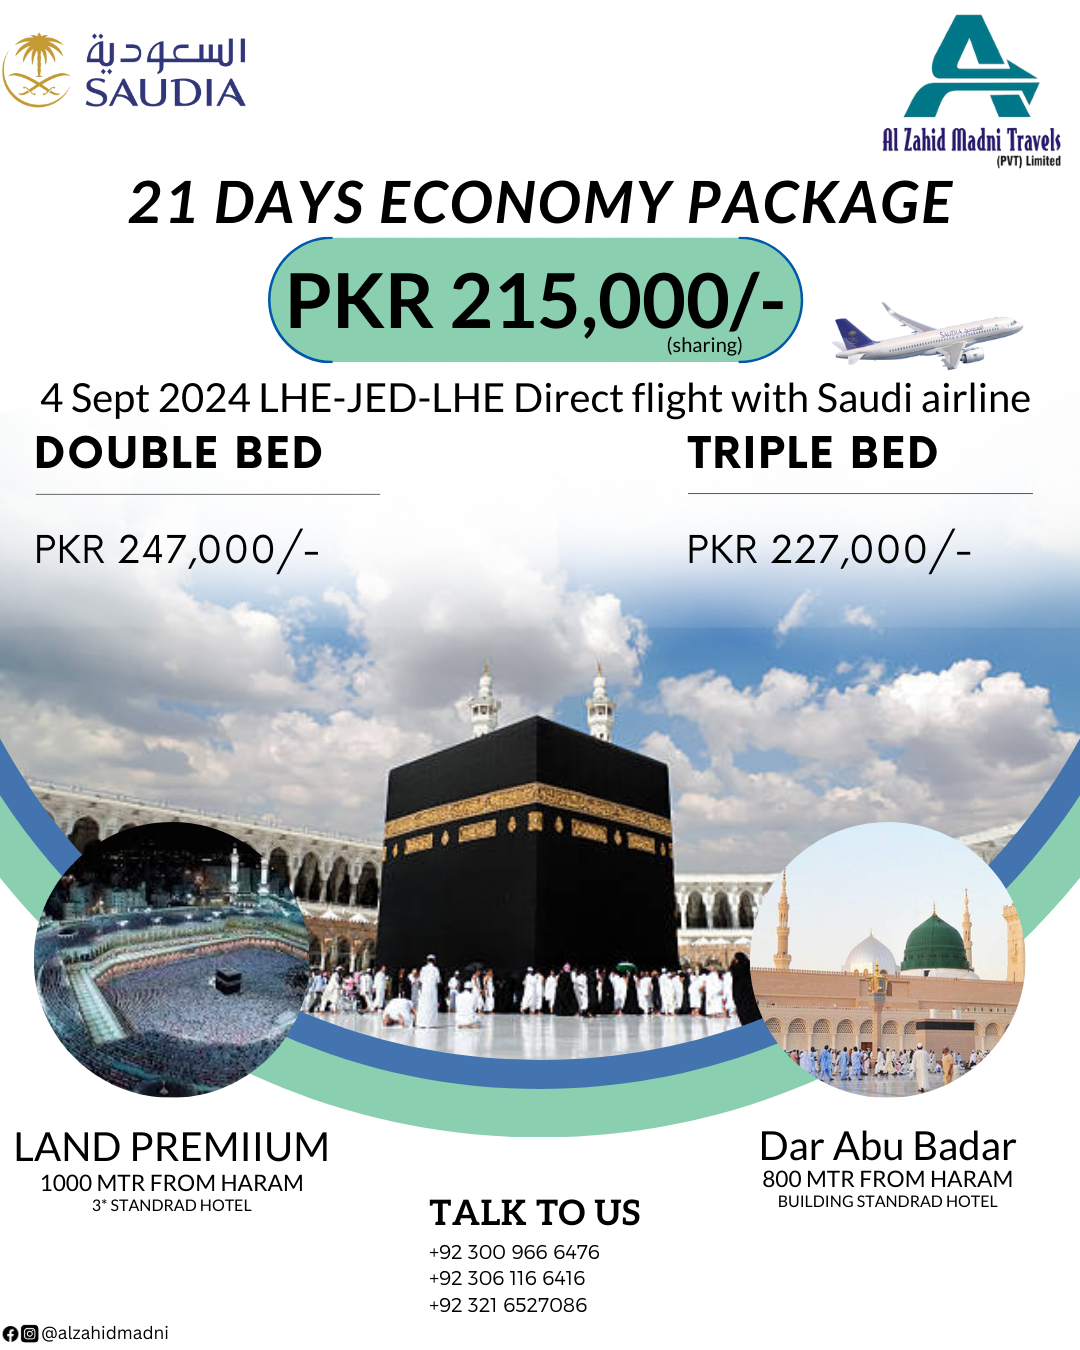 السعودية
SAUDIA
Al Zahid Madni Travels
(PVT) Limited
21 DAYS ECONOMY PACKAGE
PKR 215,000/-
(sharing)
SAUDIA
4 Sept 2024 LHE-JED-LHE Direct flight with Saudi airline
DOUBLE BED
TRIPLE BED
PKR 247,000/-
PKR 227,000/-
LAND PREMIIUM
1000 MTR FROM HARAM
3* STANDRAD HOTEL
Dar Abu Badar
800 MTR FROM HARAM
BUILDING STANDRAD HOTEL
TALK TO US
+92 300 966 6476
+92 306 116 6416
+92 321 6527086
@alzahidmadni